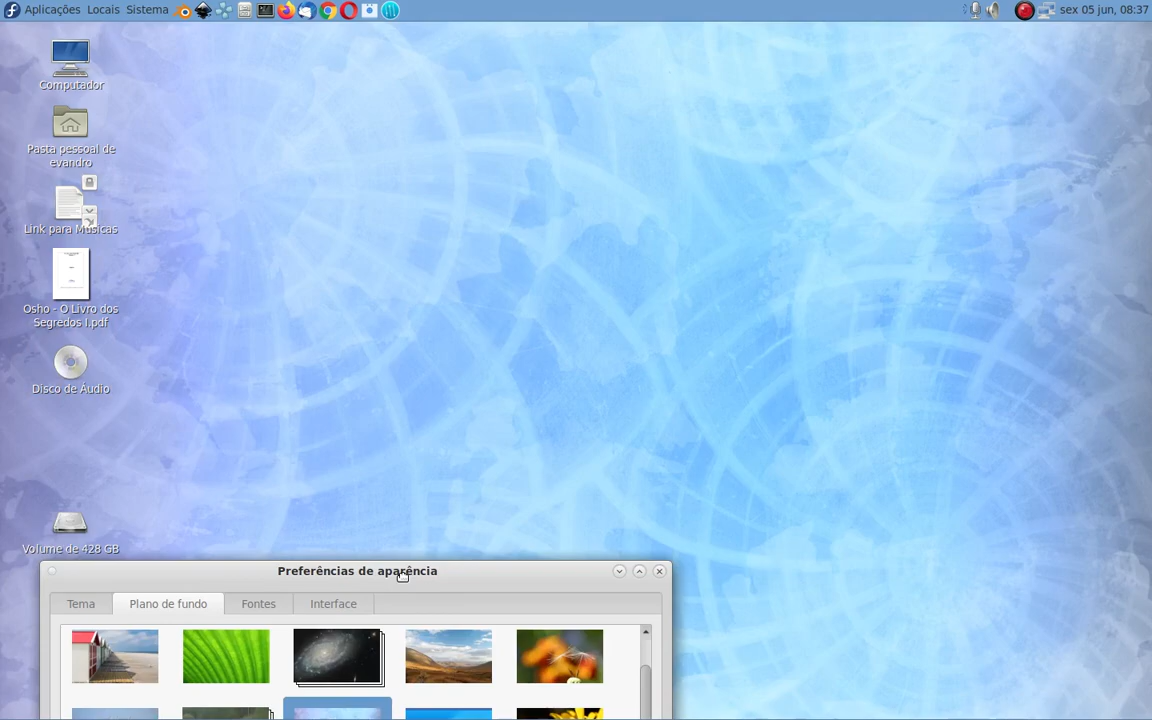 Aplicações Locais Sistema sex 05 jun, 08:37
Computador
Pasta pessoal de
evandro
Link para Músicas
Osho - O Livro dos
Segredos I.pdf
Disco de Áudio
Volume de 428 GB
Preferências de aparência
Tema Plano de fundo Fontes Interface